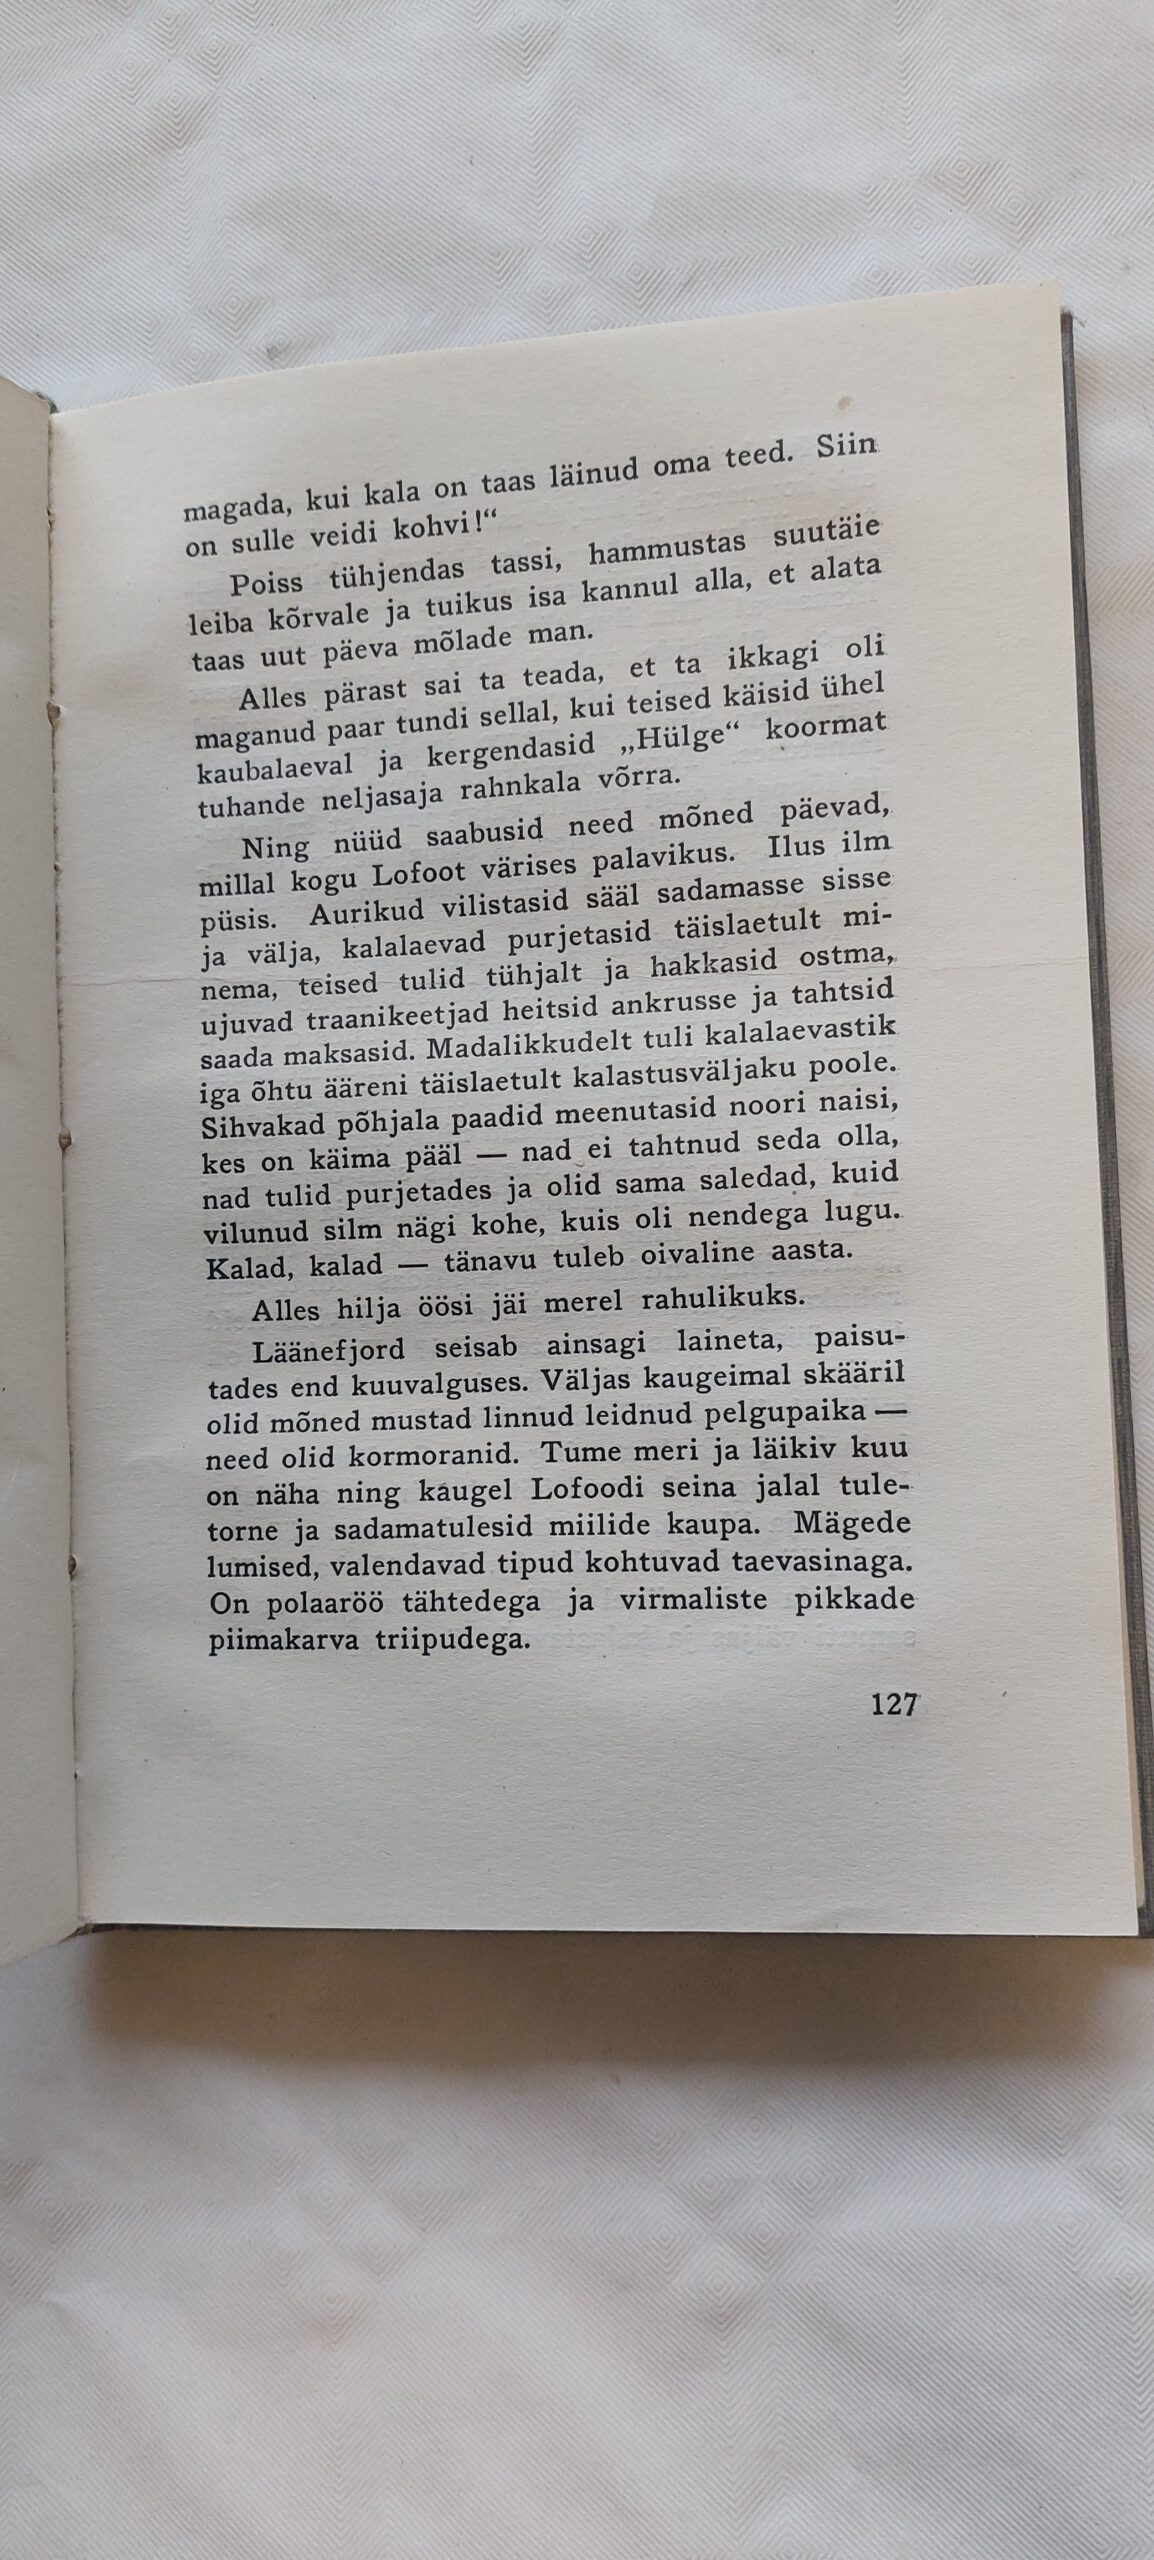 magada, kui kala on taas läinud oma teed. Siin
on sulle veidi kohvi!“
Poiss tühjendas tassi, hammustas suutäie
leiba kõrvale ja tuikus isa kannul alla, et alata
taas uut päeva mõlade man.
Alles pärast sai ta teada, et ta ikkagi oli
maganud paar tundi sellal, kui teised käisid ühel
kaubalaeval ja kergendasid „Hülge“ koormat
tuhande neljasaja rahnkala võrra.
Ning nüüd saabusid need mõned päevad,
millal kogu Lofoot värises palavikus. Ilus ilm
püsis. Aurikud vilistasid sääl sadamasse sisse
ja välja, kalalaevad purjetasid täislaetult mi-
nema, teised tulid tühjalt ja hakkasid ostma,
ujuvad traanikeetjad heitsid ankrusse ja tahtsid
saada maksasid. Madalikkudelt tuli kalalaevastik
iga õhtu ääreni täislaetult kalastusväljaku poole.
Sihvakad põhjala paadid meenutasid noori naisi,
kes on käima pääl — nad ei tahtnud seda olla,
nad tulid purjetades ja olid sama saledad, kuid
vilunud silm nägi kohe, kuis oli nendega lugu.
Kalad, kalad — tänavu tuleb oivaline aasta.
Alles hilja öösi jäi merel rahulikuks.
Läänefjord seisab ainsagi laineta, paisu-
tades end kuuvalguses. Väljas kaugeimal skääril
olid mõned mustad linnud leidnud pelgupaika —
need olid kormoranid. Tume meri ja läikiv kuu
on näha ning kaugel Lofoodi seina jalal tule-
torne ja sadamatulesid miilide kaupa. Mägede
lumised, valendavad tipud kohtuvad taevasinaga.
On polaaröö tähtedega ja virmaliste pikkade
piimakarva triipudega.
127